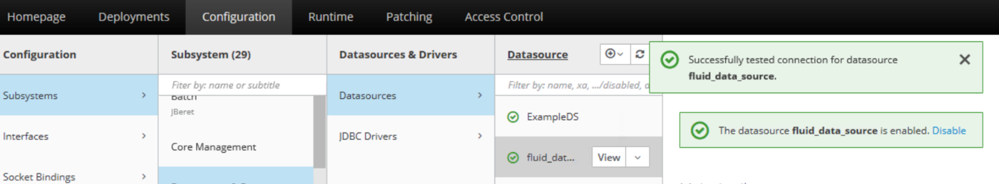 Homepage Deployments Configuration Runtime Patching Access Control
Configuration
Subsystem (29)
Datasources & Drivers
Datasource
Successfully tested connection for datasource
fluid_data_source.
Subsystems
Fiter by: name or subtitle
Batch
JBeret
Datasources
Filter by: name, xa, .../disabled,
ExampleDS
The datasource fluid_data_source is enabled. Disable
Interfaces
Core Management
JDBC Drivers
fluid_dat... View
Socket Bindings